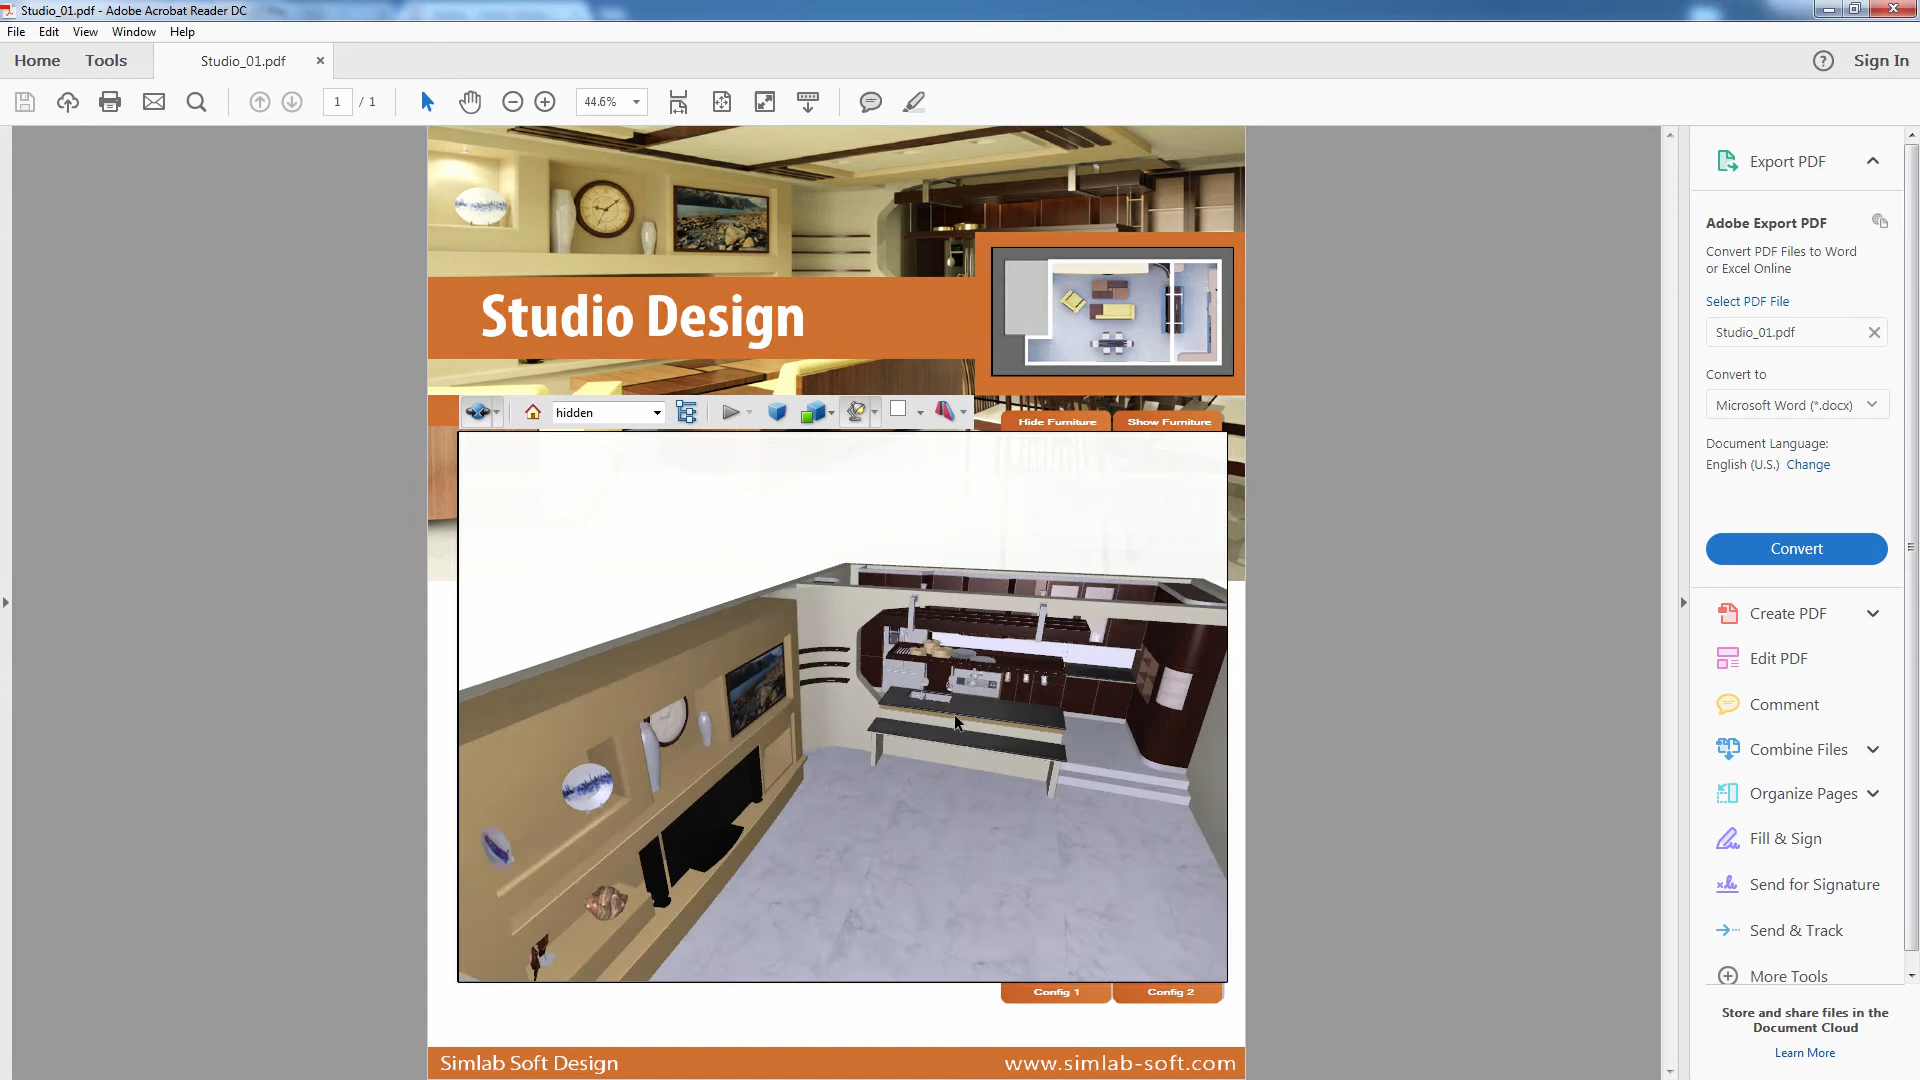 Studio_01.pdf - Adobe Acrobat Reader DC
File Edit View Window Help
Home Tools Studio_01.pdf Sign In
1 / 1 44.6%
Export PDF
Adobe Export PDF
Convert PDF Files to Word
or Excel Online
Select PDF File
Studio_01.pdf
Convert to
Microsoft Word (*.docx)
Document Language:
English (U.S.) Change
Convert
Create PDF
Edit PDF
Comment
Combine Files
Organize Pages
Fill & Sign
Send for Signature
Send & Track
More Tools
Store and share files in the
Document Cloud
Learn More
Studio Design
hidden
Hide Furniture Show Furniture
Config 1 Config 2
Simlab Soft Design www.simlab-soft.com